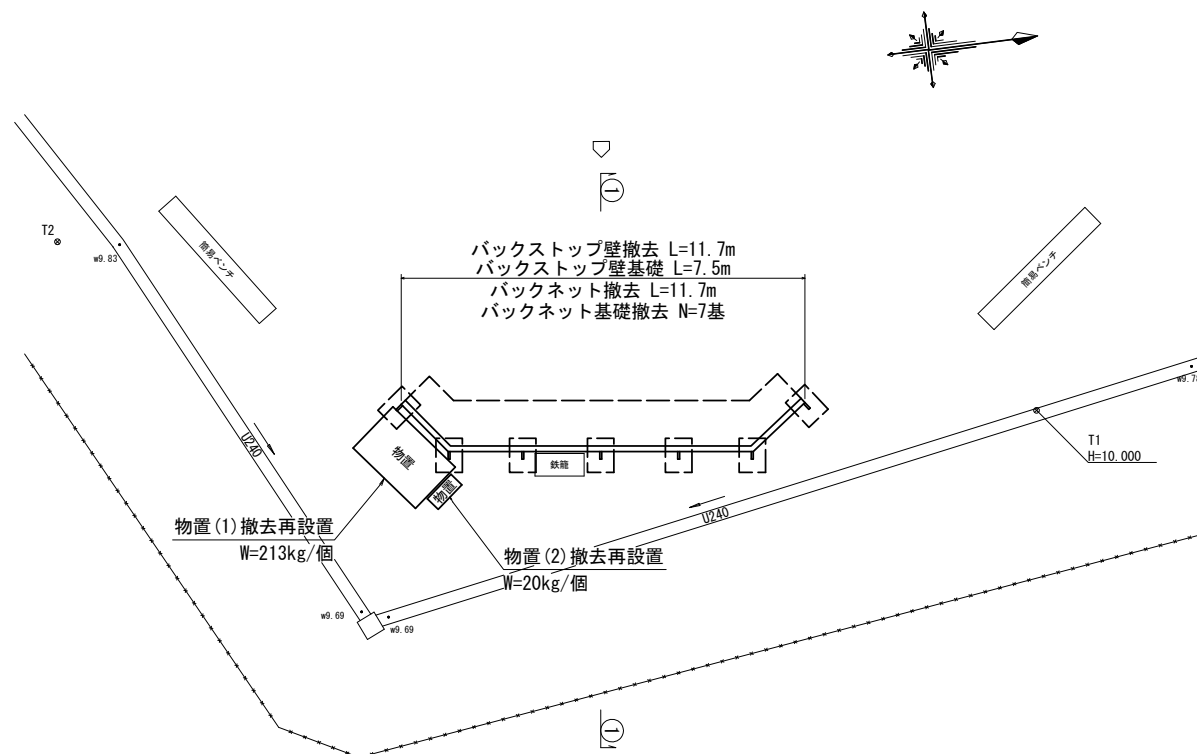 ①
T2
w9.83
簡易ベンチ
簡易ベンチ
バックストップ壁撤去 L=11.7m
バックストップ壁基礎 L=7.5m
バックネット撤去 L=11.7m
バックネット基礎撤去 N=7基
w9.78
T1
H=10.000
U240
物置
鉄籠
物置
U240
物置(1)撤去再設置
W=213kg/個
物置(2)撤去再設置
W=20kg/個
w9.69
w9.69
①